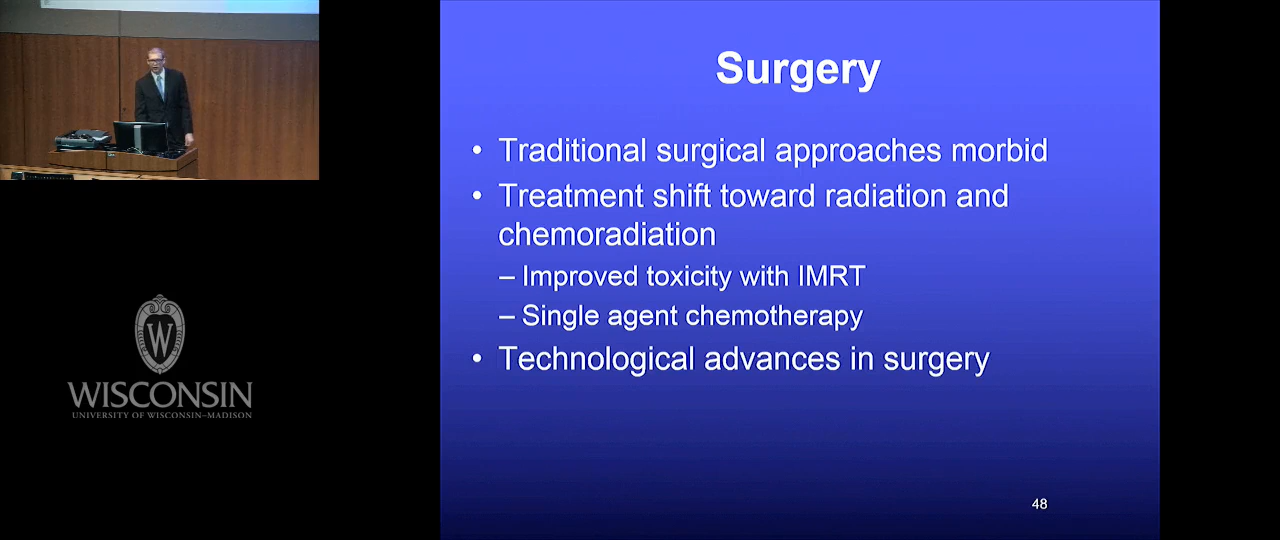 Surgery
• Traditional surgical approaches morbid
• Treatment shift toward radiation and
chemoradiation
– Improved toxicity with IMRT
– Single agent chemotherapy
• Technological advances in surgery
48
W
WISCONSIN
UNIVERSITY OF WISCONSIN–MADISON